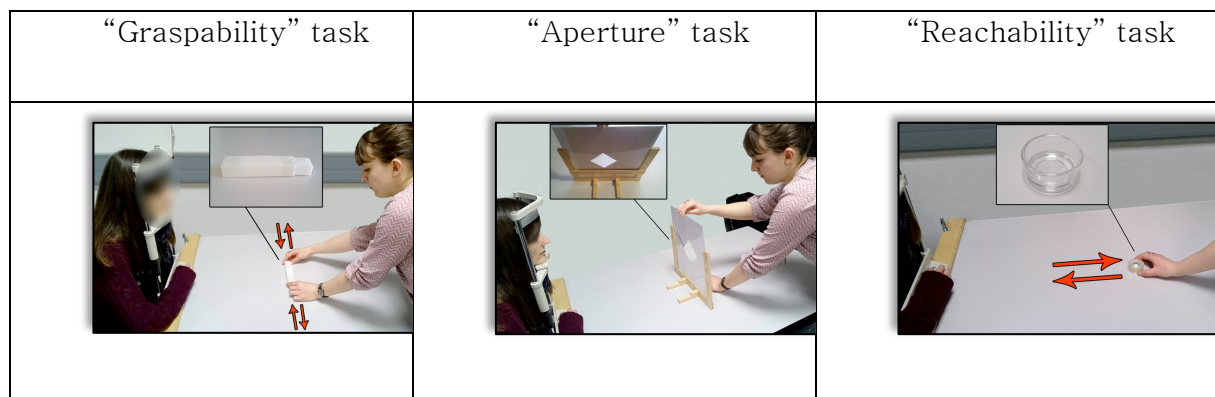 “Graspability” task
“Aperture” task
“Reachability” task